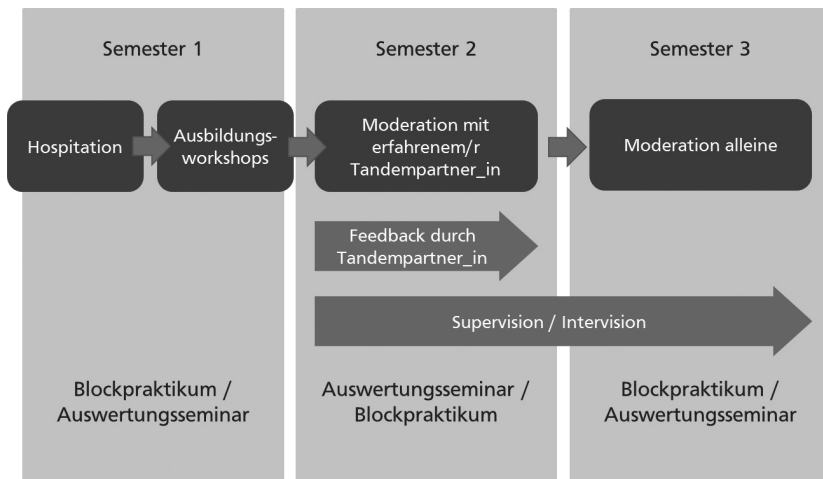 Semester 1
Semester 2
Semester 3
Hospitation
Ausbildungs-
workshops
Moderation mit
erfahrenem/r
Tandempartner_in
Moderation alleine
Feedback durch
Tandempartner_in
Supervision / Intervision
Blockpraktikum /
Auswertungsseminar
Auswertungsseminar /
Blockpraktikum
Blockpraktikum /
Auswertungsseminar